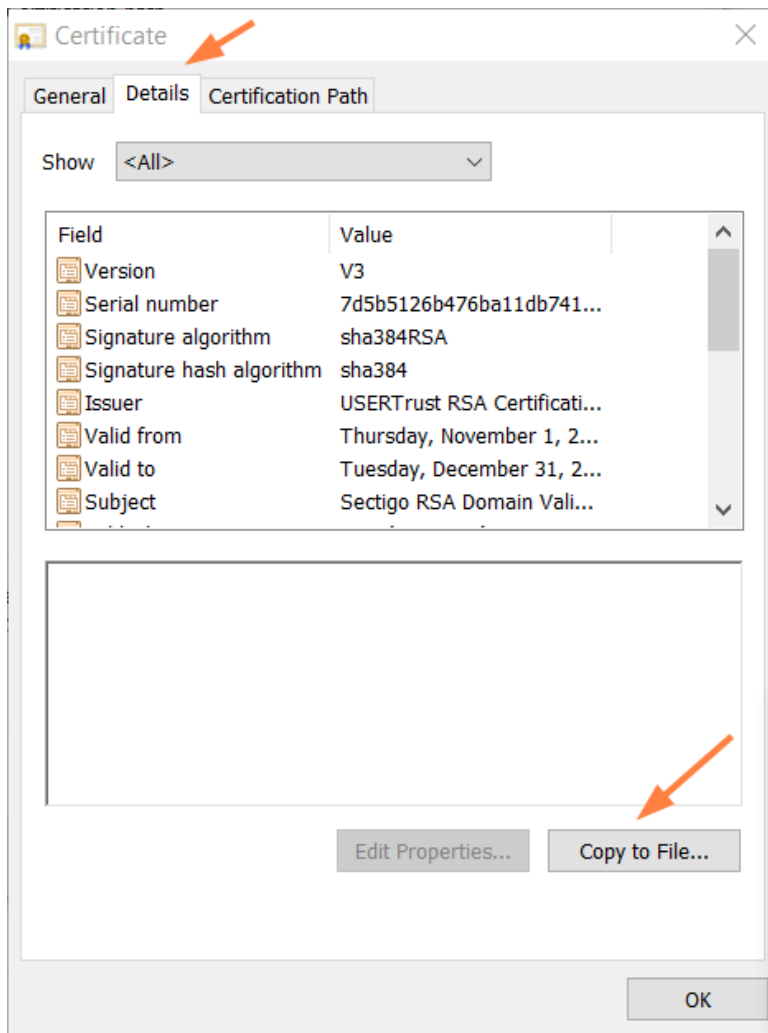 Certificate
General Details Certification Path
Show <All>
Field Value
Version V3
Serial number 7d5b5126b476ba11db741...
Signature algorithm sha384RSA
Signature hash algorithm sha384
Issuer USERTrust RSA Certificati...
Valid from Thursday, November 1, 2...
Valid to Tuesday, December 31, 2...
Subject Sectigo RSA Domain Vali...
Edit Properties... Copy to File...
OK